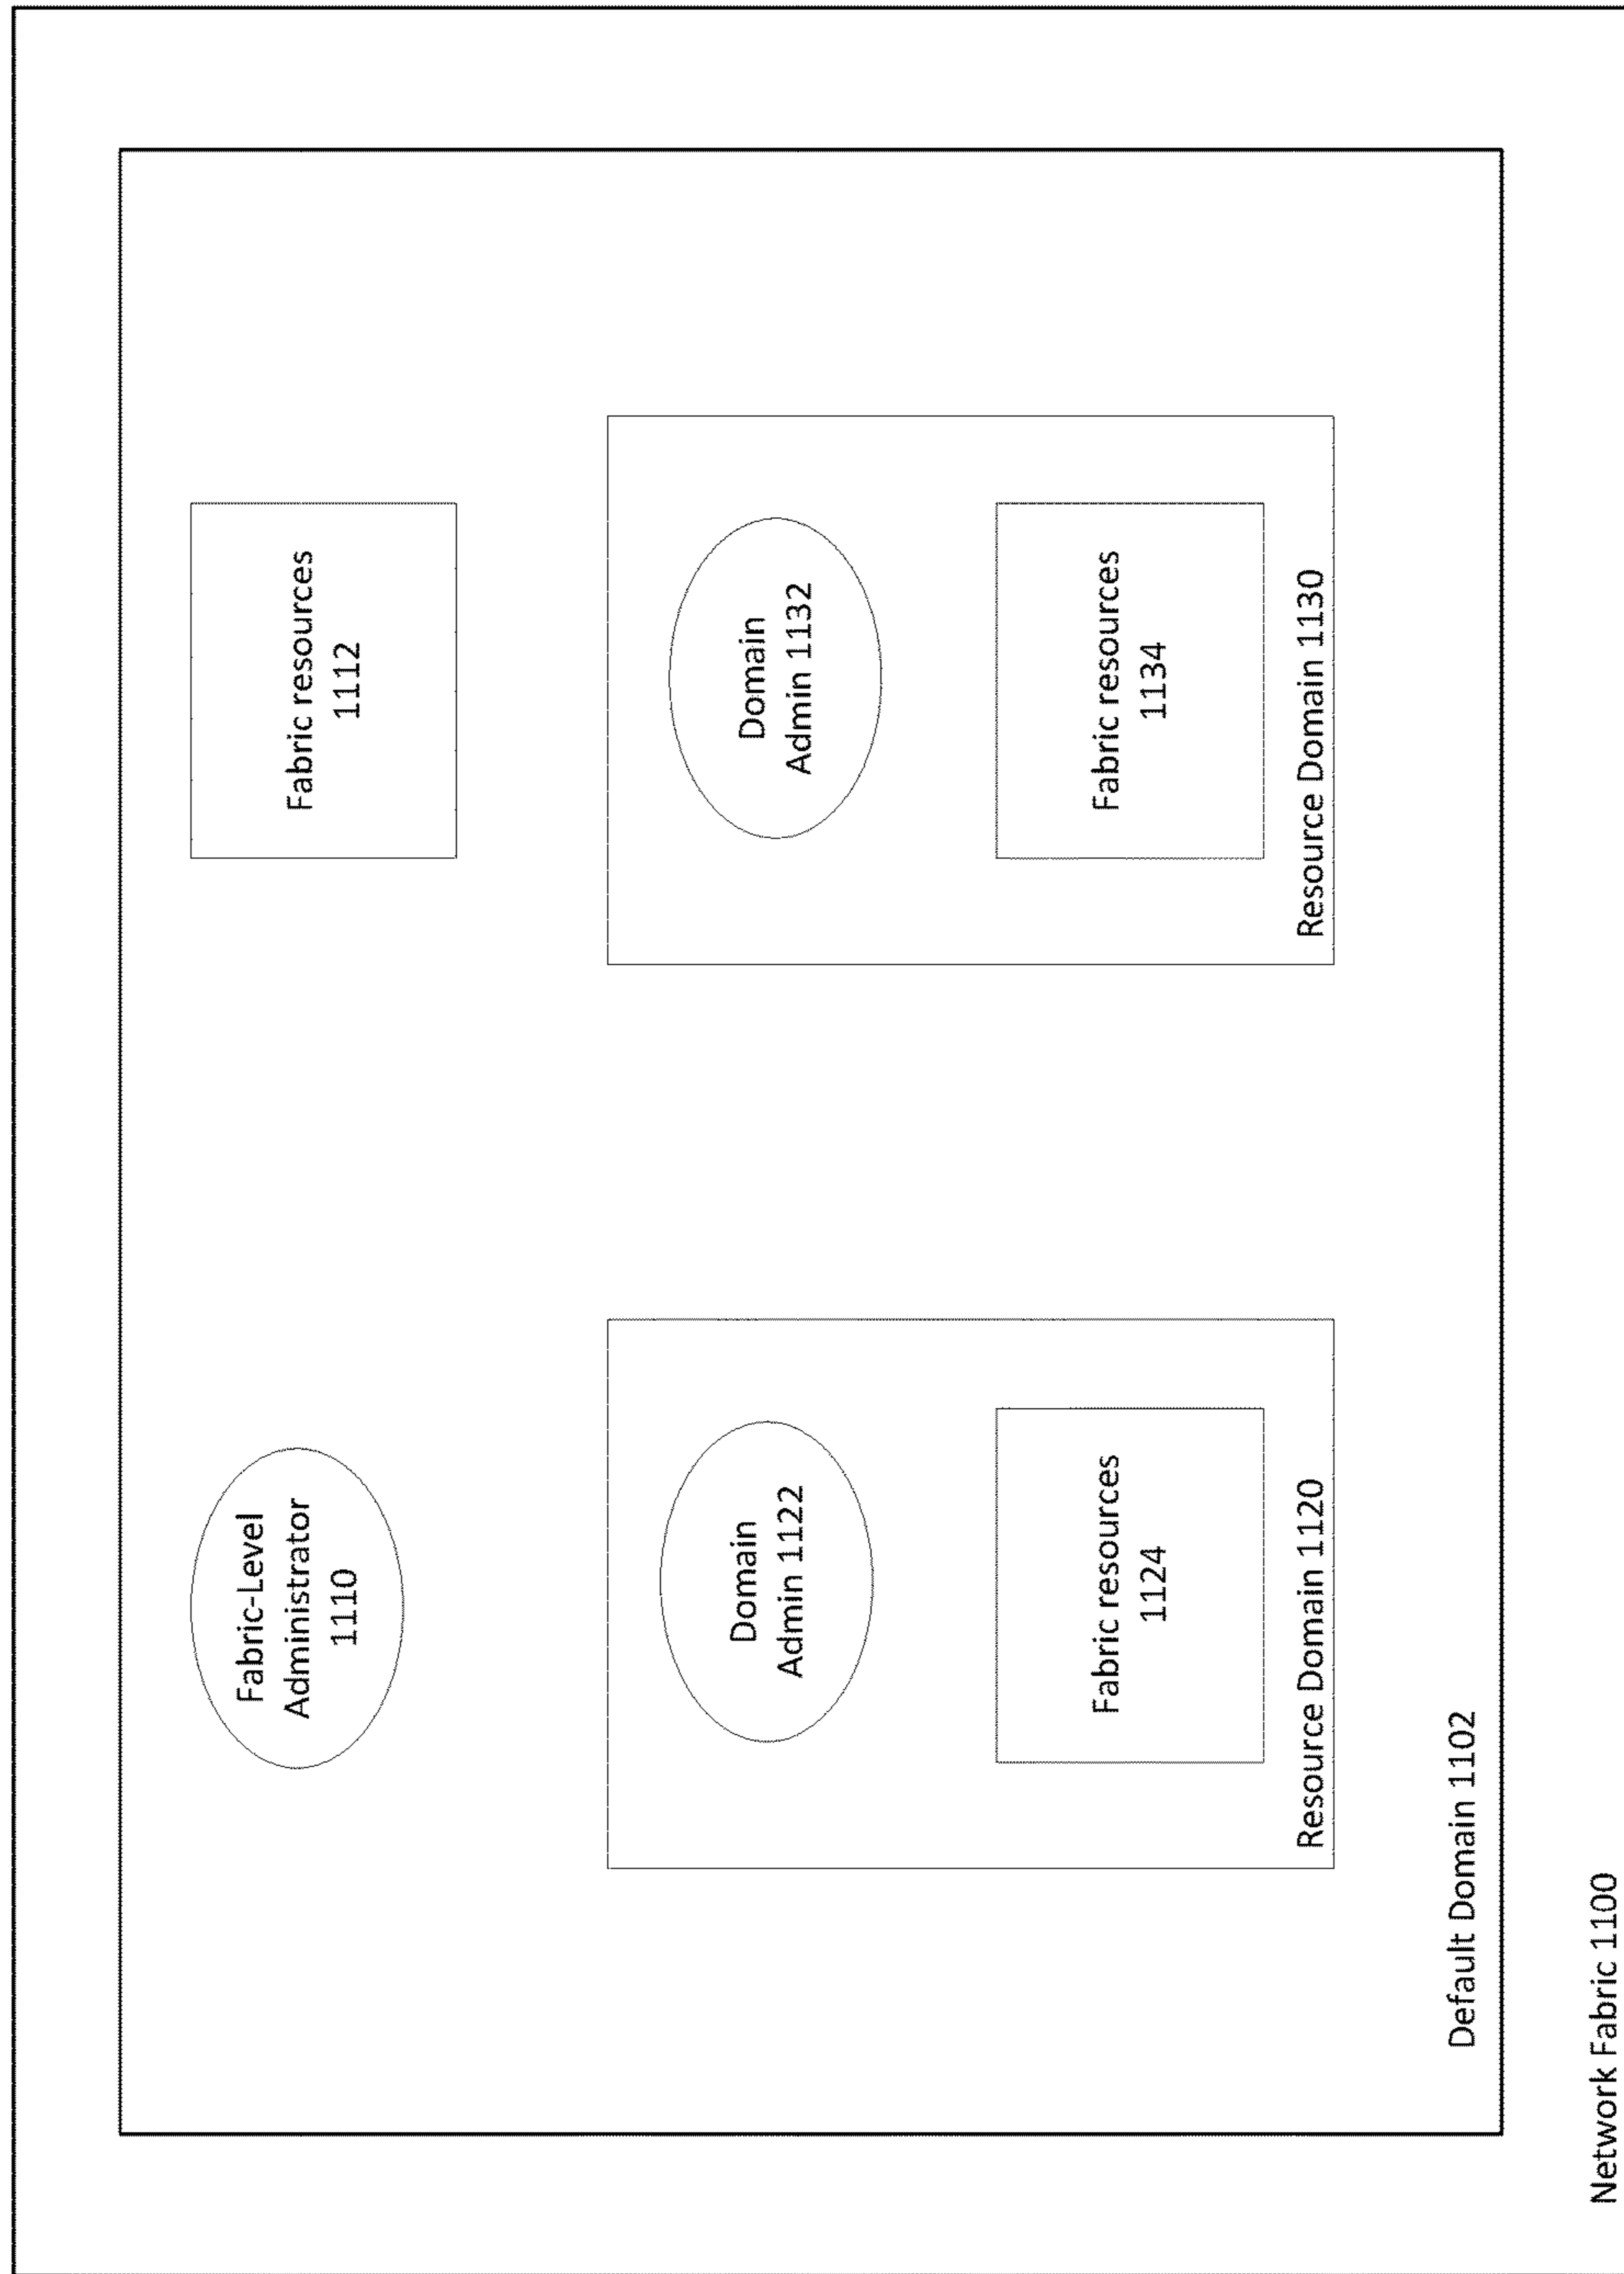 Fabric-Level
Administrator
1110
Fabric resources
1112
Domain
Admin 1122
Fabric resources
1124
Resource Domain 1120
Domain
Admin 1132
Fabric resources
1134
Resource Domain 1130
Default Domain 1102
Network Fabric 1100